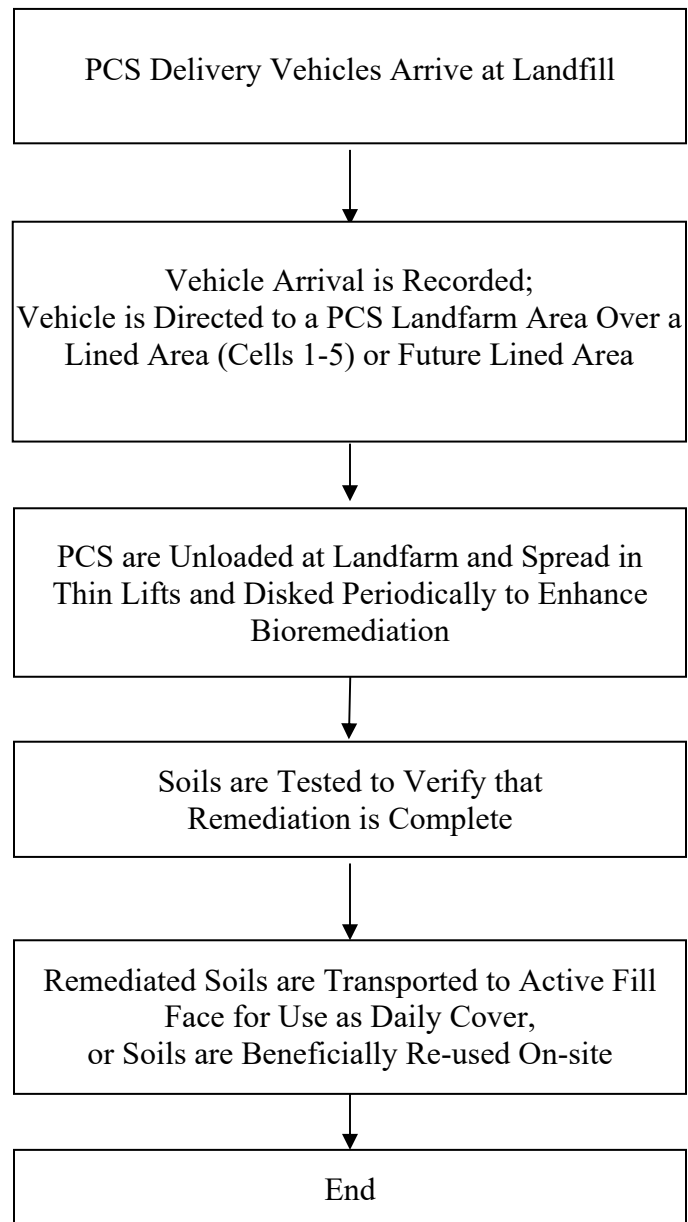 PCS Delivery Vehicles Arrive at Landfill
Vehicle Arrival is Recorded;
Vehicle is Directed to a PCS Landfarm Area Over a
Lined Area (Cells 1-5) or Future Lined Area
PCS are Unloaded at Landfarm and Spread in
Thin Lifts and Disked Periodically to Enhance
Bioremediation
Soils are Tested to Verify that
Remediation is Complete
Remediated Soils are Transported to Active Fill
Face for Use as Daily Cover,
or Soils are Beneficially Re-used On-site
End